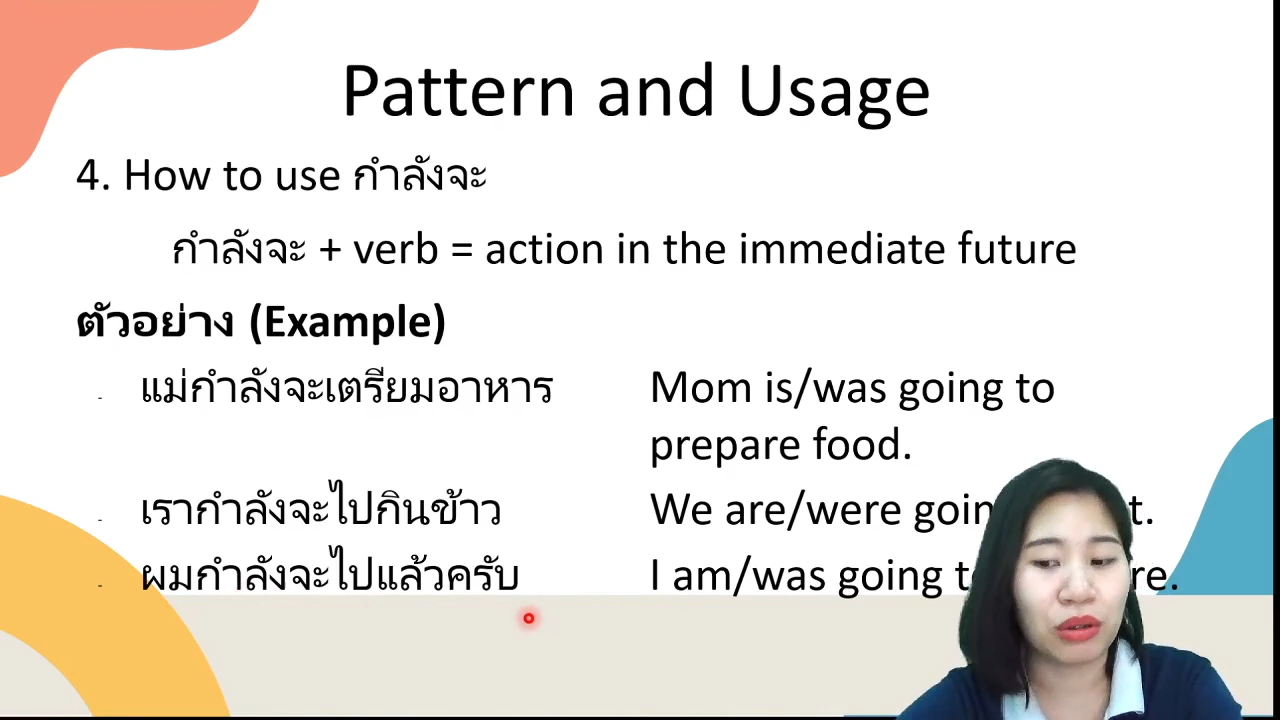 Pattern and Usage
4. How to use กำลังจะ
กำลังจะ + verb = action in the immediate future
ตัวอย่าง (Example)
- แม่กำลังจะเตรียมอาหาร Mom is/was going to
prepare food.
- เรากำลังจะไปกินข้าว We are/were
- ผมกำลังจะไปแล้วครับ I am/was going